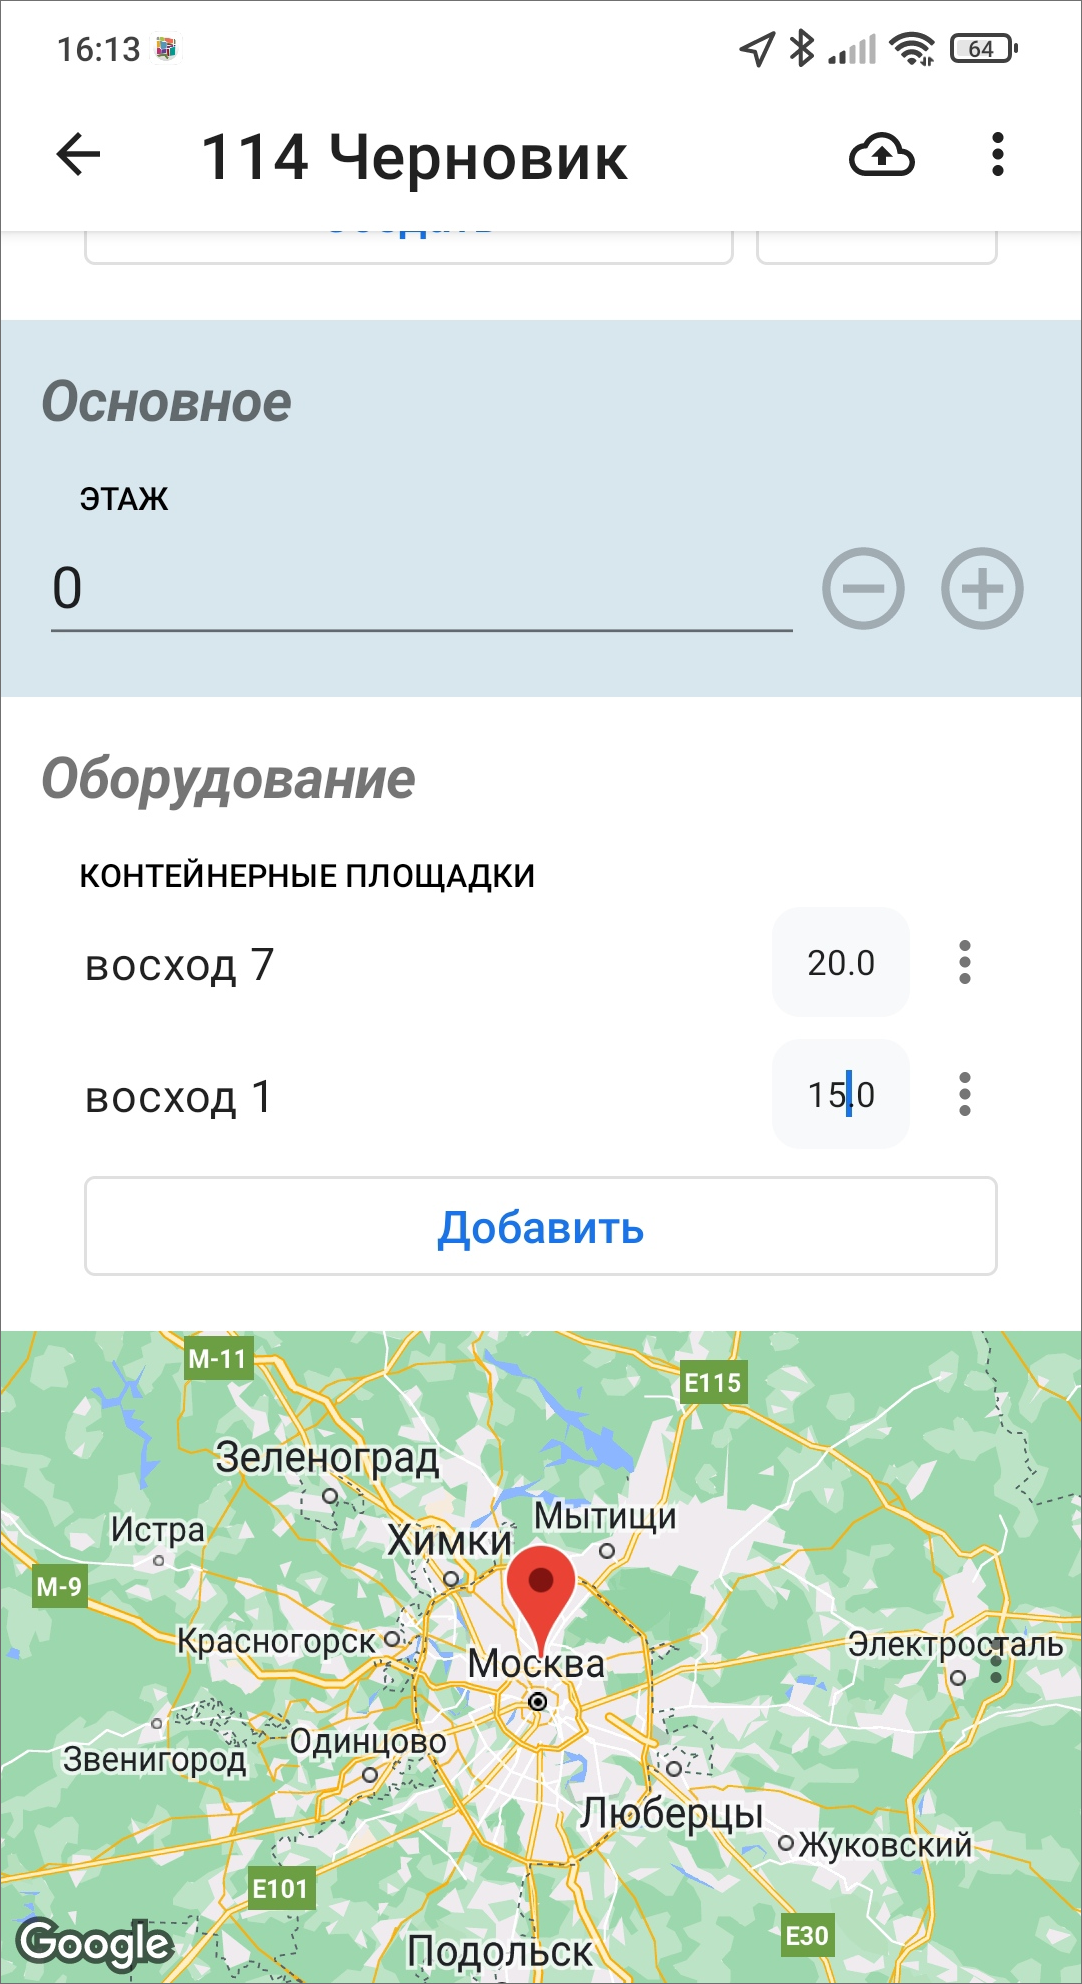 16:13
64
114 Черновик
Основное
ЭТАЖ
0
Оборудование
КОНТЕЙНЕРНЫЕ ПЛОЩАДКИ
восход 7
20.0
восход 1
15.0
Добавить
M-11
E115
Зеленоград
Мытищи
Истра
Химки
M-9
Красногорск
Электросталь
Москва
Одинцово
Звенигород
Люберцы
Жуковский
E101
E30
Google
Подольск